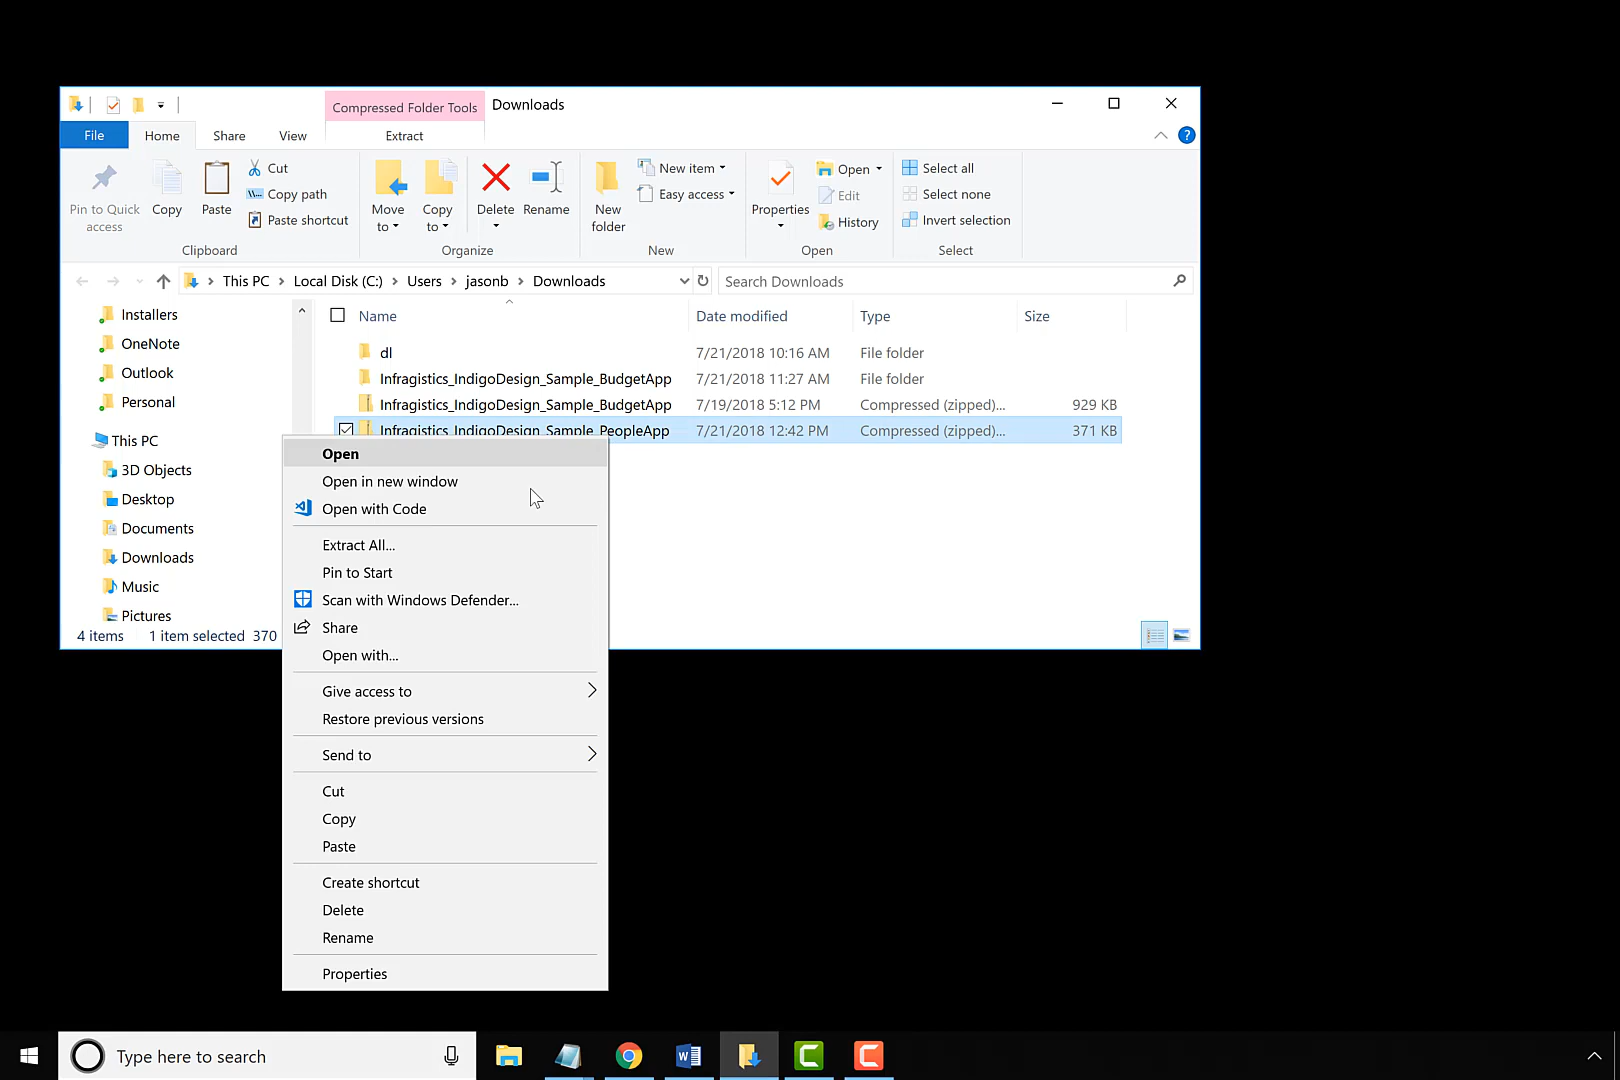 Compressed Folder Tools Downloads
File Home Share View Extract
Pin to Quick access
Copy
Paste
Cut
Copy path
Paste shortcut
Clipboard
Move to
Copy to
Delete
Rename
Organize
New folder
New item
Easy access
New
Properties
Open
Edit
History
Open
Select all
Select none
Invert selection
Select
This PC Local Disk (C:) Users jasonb Downloads
Search Downloads
Installers
OneNote
Outlook
Personal
This PC
3D Objects
Desktop
Documents
Downloads
Music
Pictures
Name Date modified Type Size
dl 7/21/2018 10:16 AM File folder
Infragistics_IndigoDesign_Sample_BudgetApp 7/21/2018 11:27 AM File folder
Infragistics_IndigoDesign_Sample_BudgetApp 7/19/2018 5:12 PM Compressed (zipped)... 929 KB
Infragistics_IndigoDesign_Sample_PeopleApp 7/21/2018 12:42 PM Compressed (zipped)... 371 KB
4 items 1 item selected 370
Open
Open in new window
Open with Code
Extract All...
Pin to Start
Scan with Windows Defender...
Share
Open with...
Give access to
Restore previous versions
Send to
Cut
Copy
Paste
Create shortcut
Delete
Rename
Properties
Type here to search